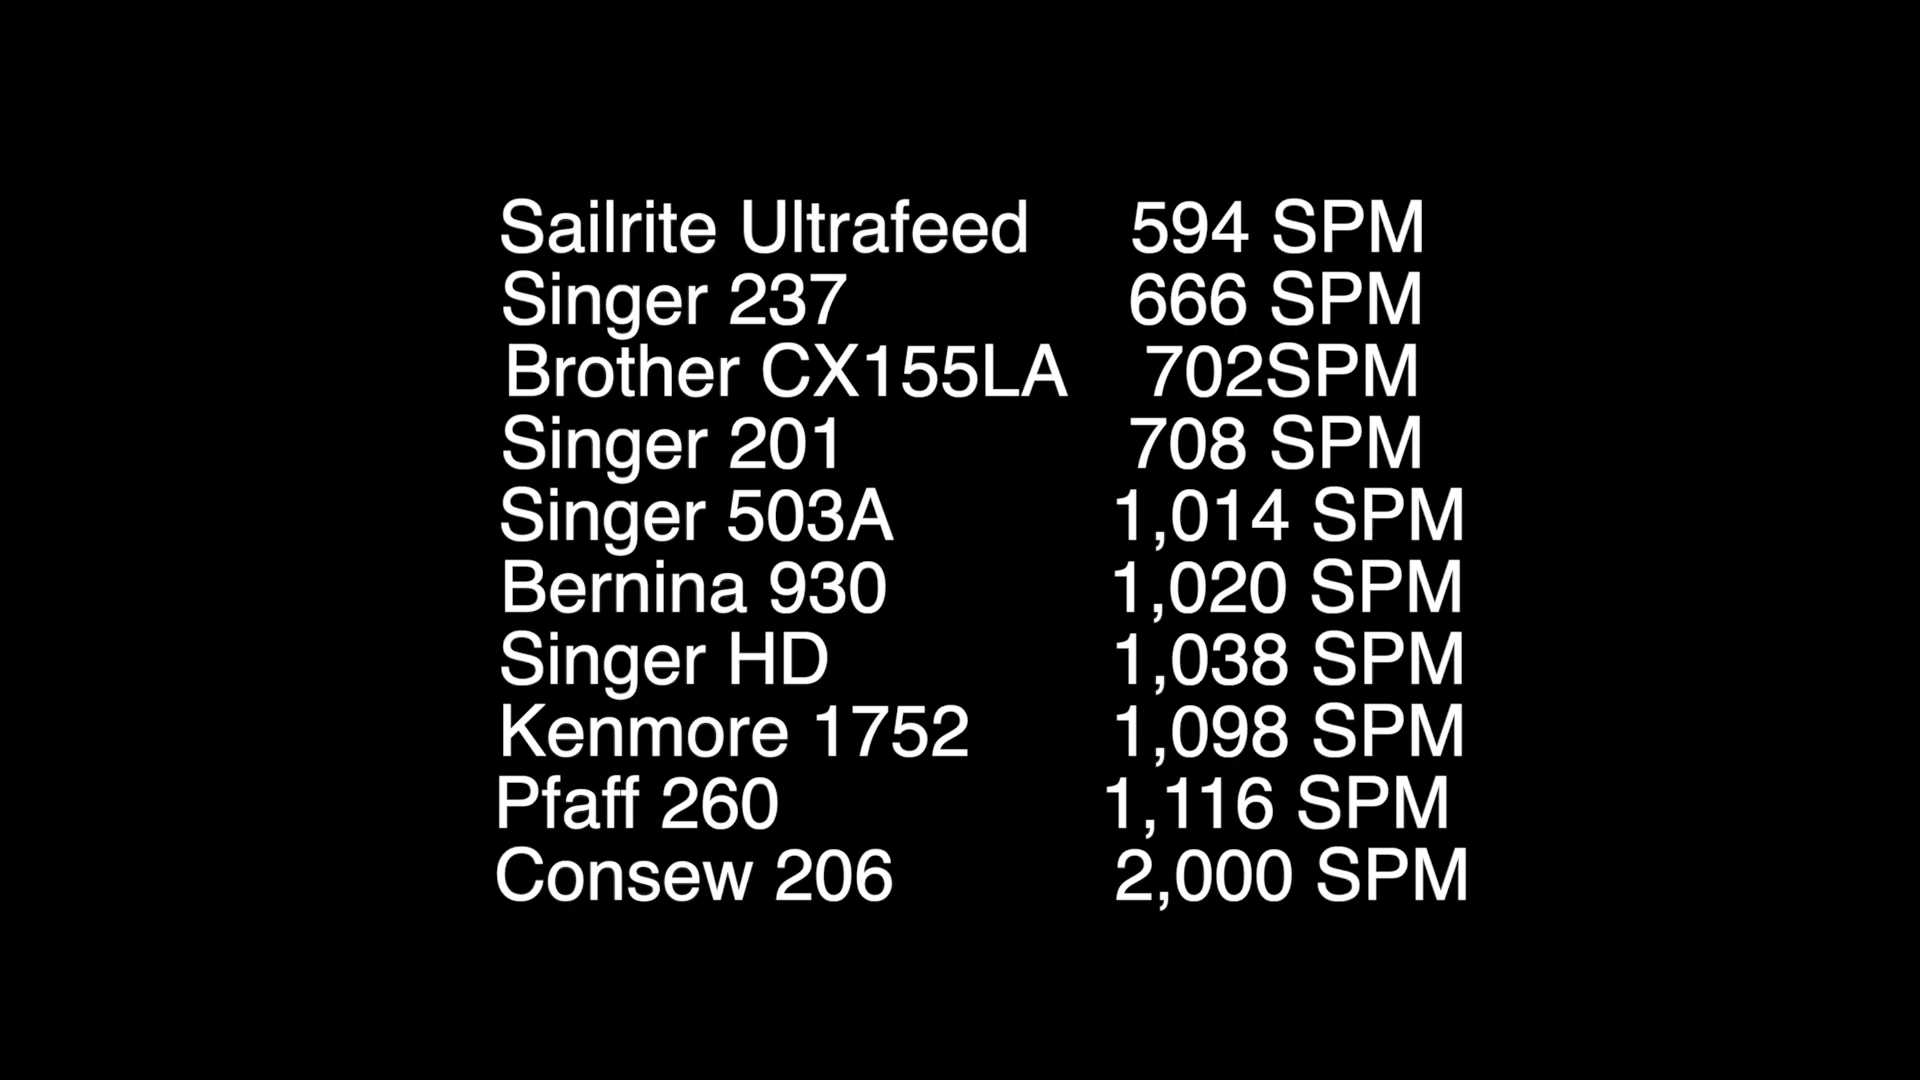 Sailrite Ultrafeed 594 SPM
Singer 237 666 SPM
Brother CX155LA 702SPM
Singer 201 708 SPM
Singer 503A 1,014 SPM
Bernina 930 1,020 SPM
Singer HD 1,038 SPM
Kenmore 1752 1,098 SPM
Pfaff 260 1,116 SPM
Consew 206 2,000 SPM